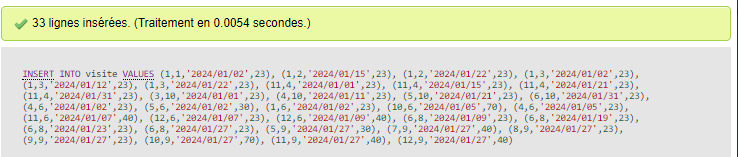 33 lignes insérées. (Traitement en 0.0054 secondes.)
INSERT INTO visite VALUES (1,1,'2024/01/02',23), (1,2,'2024/01/15',23), (1,2,'2024/01/22',23), (1,3,'2024/01/02',23),
(1,3,'2024/01/12',23), (1,3,'2024/01/22',23), (11,4,'2024/01/01',23), (11,4,'2024/01/15',23), (11,4,'2024/01/21',23),
(11,4,'2024/01/31',23), (3,10,'2024/01/01',23), (4,10,'2024/01/11',23), (5,10,'2024/01/21',23), (6,10,'2024/01/31',23),
(4,6,'2024/01/02',23), (5,6,'2024/01/02',30), (1,6,'2024/01/02',23), (10,6,'2024/01/05',70), (4,6,'2024/01/05',23),
(11,6,'2024/01/07',40), (12,6,'2024/01/07',23), (12,6,'2024/01/09',40), (6,8,'2024/01/09',23), (6,8,'2024/01/19',23),
(6,8,'2024/01/23',23), (6,8,'2024/01/27',23), (5,9,'2024/01/27',30), (7,9,'2024/01/27',40), (8,9,'2024/01/27',23),
(9,9,'2024/01/27',23), (10,9,'2024/01/27',70), (11,9,'2024/01/27',40), (12,9,'2024/01/27',40)